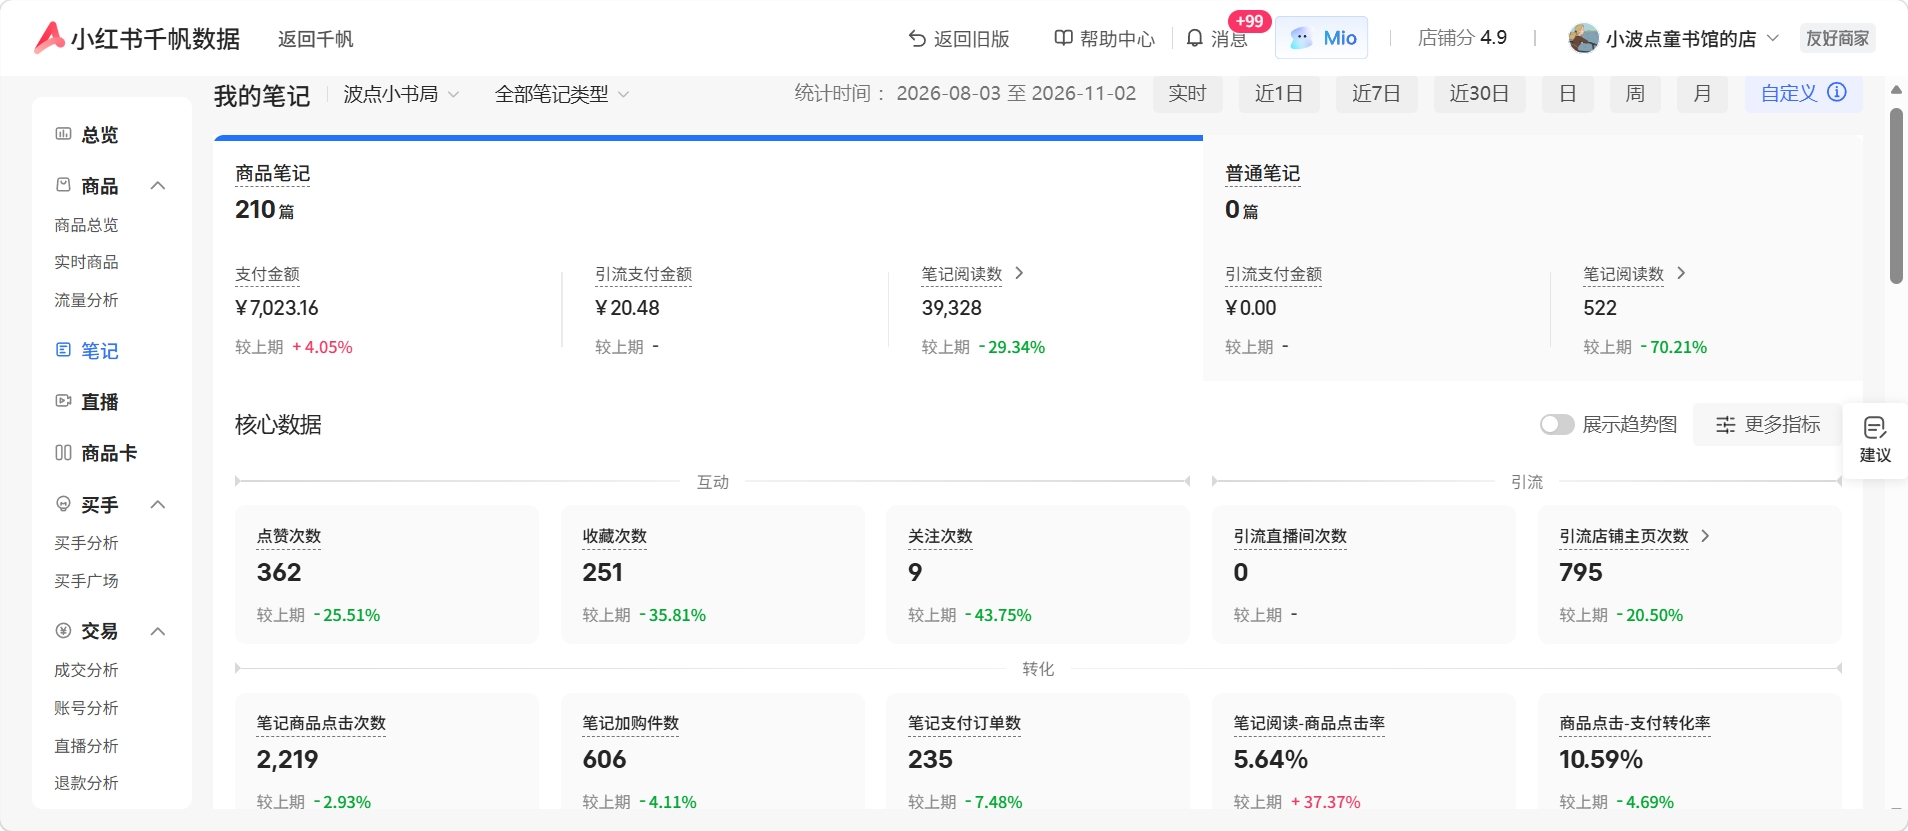 小红书千帆数据 返回千帆 返回旧版 帮助中心 消息 +99 Mio 店铺分 4.9 小波点童书馆的店 友好商家
我的笔记 波点小书局 全部笔记类型 统计时间： 2026-08-03 至 2026-11-02 实时 近1日 近7日 近30日 日 周 月 自定义
总览
商品
商品总览
实时商品
流量分析
笔记
直播
商品卡
买手
买手分析
买手广场
交易
成交分析
账号分析
直播分析
退款分析
商品笔记
210 篇
支付金额 引流支付金额 笔记阅读数
¥7,023.16 ¥20.48 39,328
较上期 +4.05% 较上期 - 较上期 -29.34%
普通笔记
0 篇
引流支付金额 笔记阅读数
¥0.00 522
较上期 - 较上期 -70.21%
核心数据 展示趋势图 更多指标
建议
互动 引流
点赞次数 收藏次数 关注次数 引流直播间次数 引流店铺主页次数
362 251 9 0 795
较上期 -25.51% 较上期 -35.81% 较上期 -43.75% 较上期 - 较上期 -20.50%
转化
笔记商品点击次数 笔记加购件数 笔记支付订单数 笔记阅读-商品点击率 商品点击-支付转化率
2,219 606 235 5.64% 10.59%
较上期 -2.93% 较上期 -4.11% 较上期 -7.48% 较上期 +37.37% 较上期 -4.69%